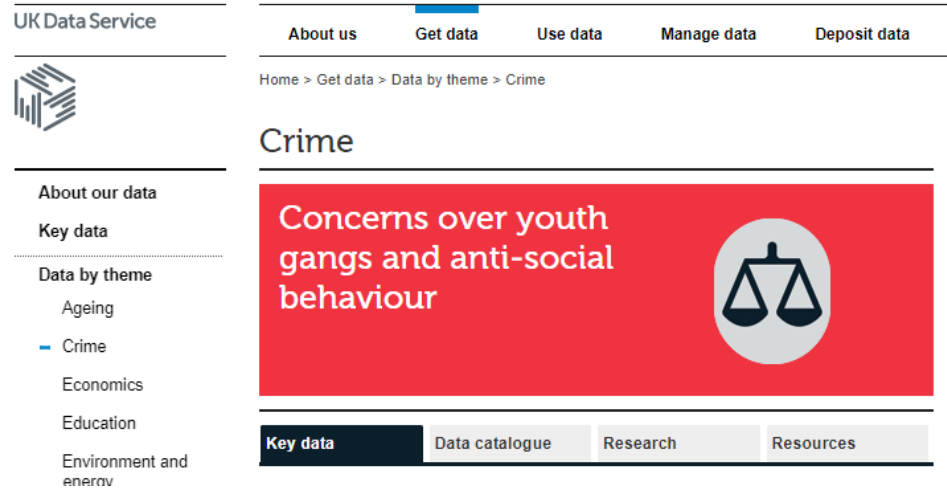 UK Data Service
About us Get data Use data Manage data Deposit data
Home > Get data > Data by theme > Crime
Crime
About our data
Key data
Data by theme
Ageing
Crime
Economics
Education
Environment and
energy
Concerns over youth
gangs and anti-social
behaviour
Key data Data catalogue Research Resources